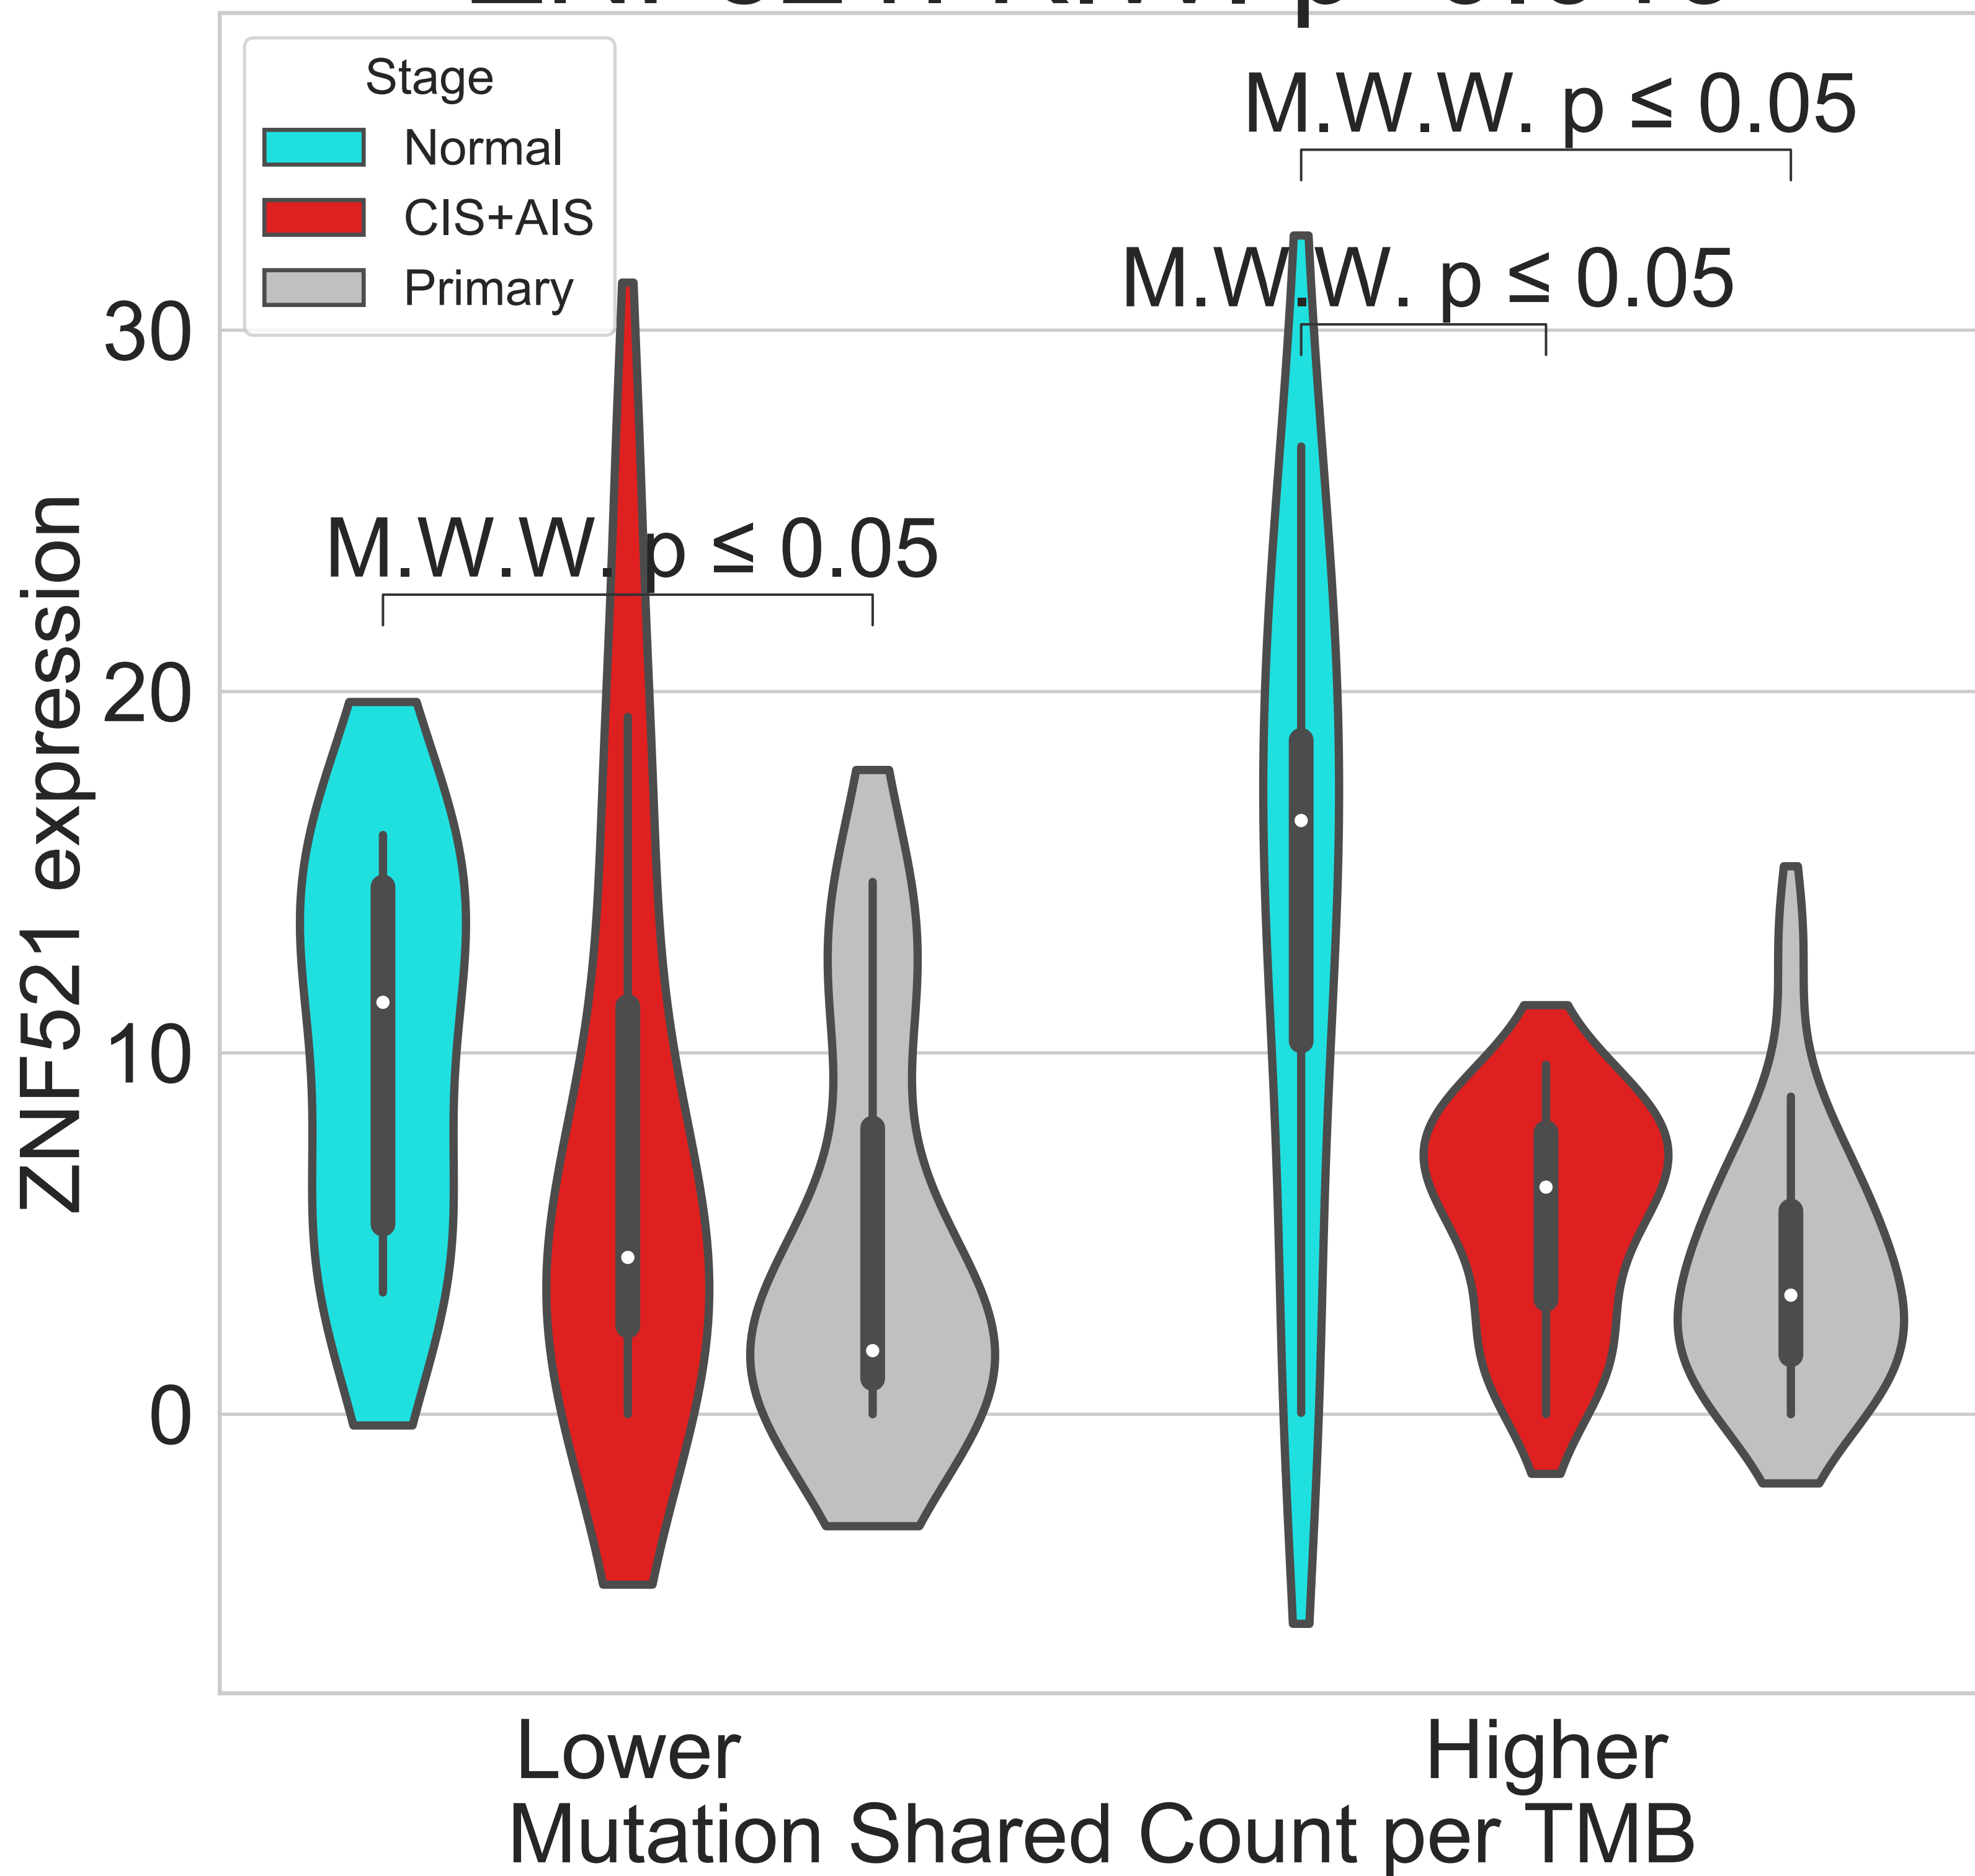 Stage
Normal
CIS+AIS
Primary
M.W.W. p ≤ 0.05
M.W.W. p ≤ 0.05
M.W.W. p ≤ 0.05
30
20
10
0
ZNF521 expression
Lower
Higher
Mutation Shared Count per TMB